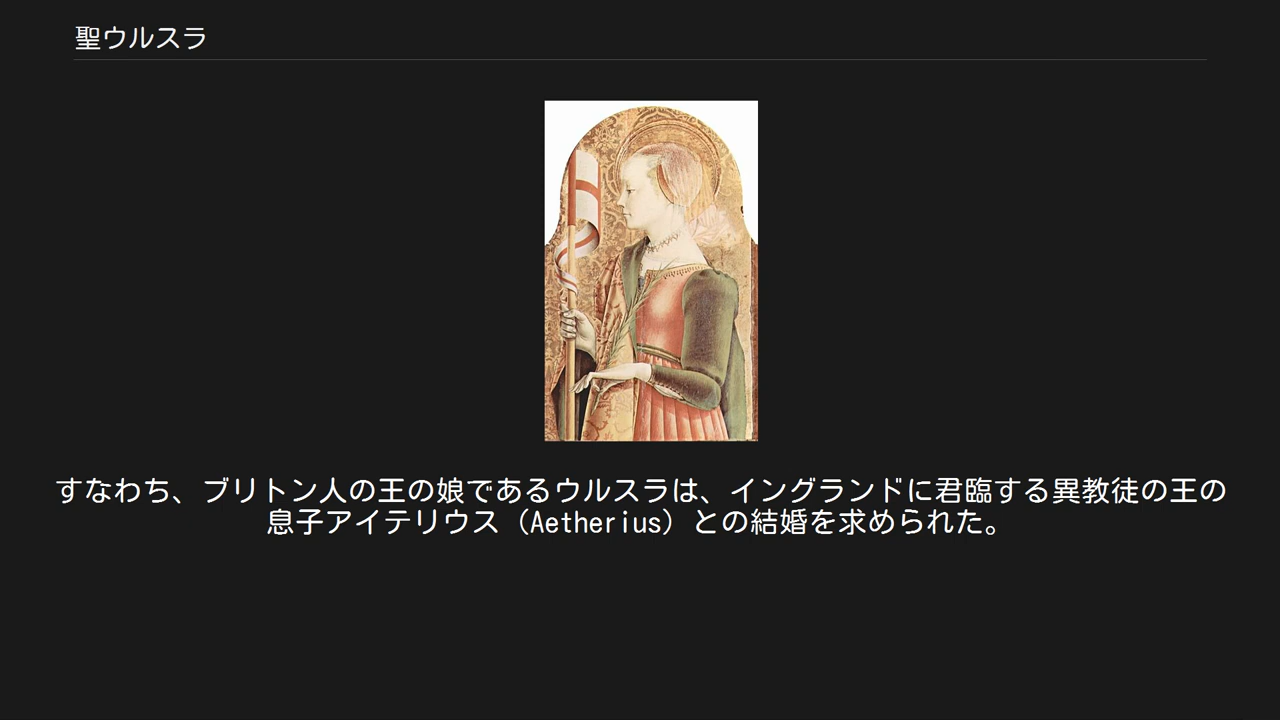 聖ウルスラ
すなわち、ブリトン人の王の娘であるウルスラは、イングランドに君臨する異教徒の王の
息子アイテリウス（Aetherius）との結婚を求められた。